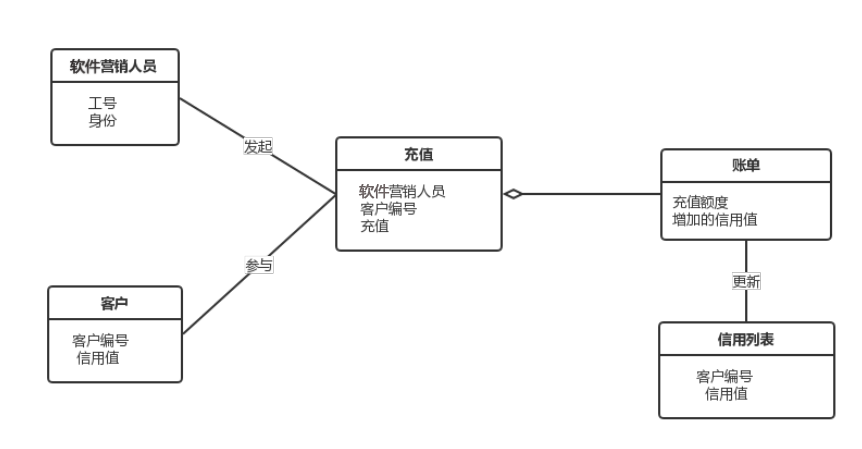 软件营销人员
工号
身份
发起
充值
软件营销人员
客户编号
充值
账单
充值额度
增加的信用值
参与
客户
客户编号
信用值
更新
信用列表
客户编号
信用值